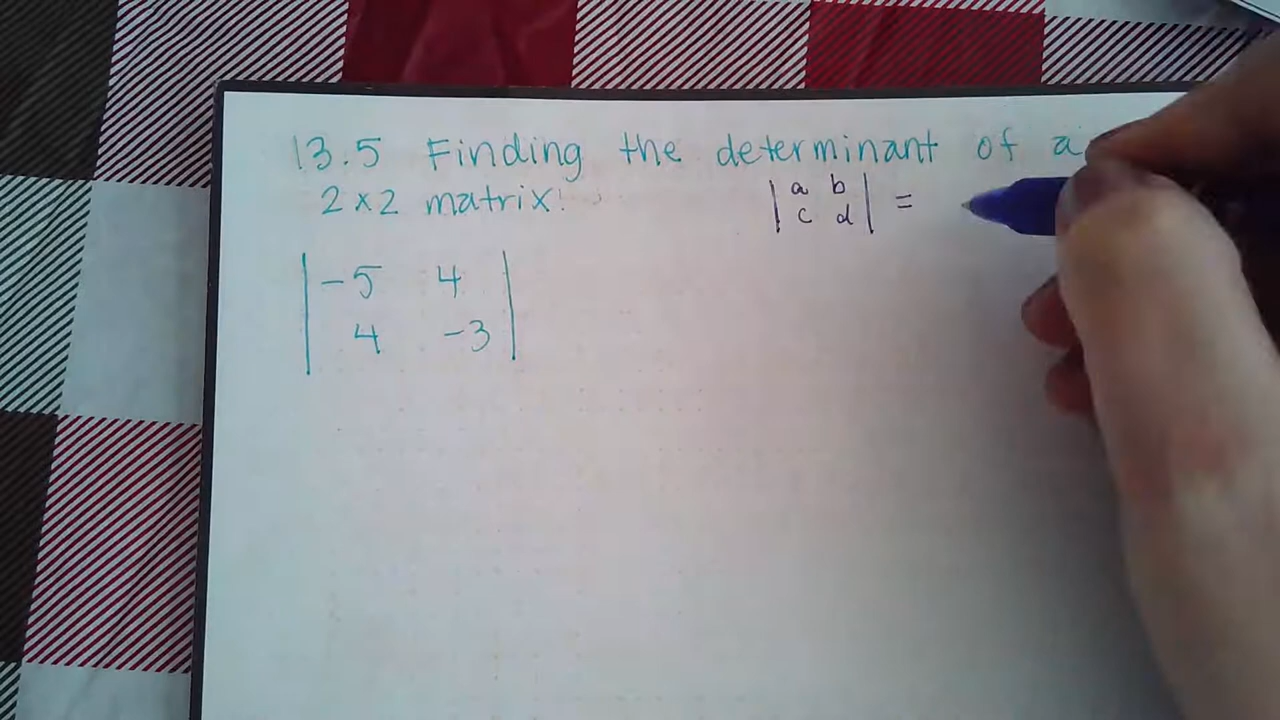 13.5 Finding the determinant of a
2x2 matrix!
| a b |
| c d | =
| -5 4 |
| 4 -3 |